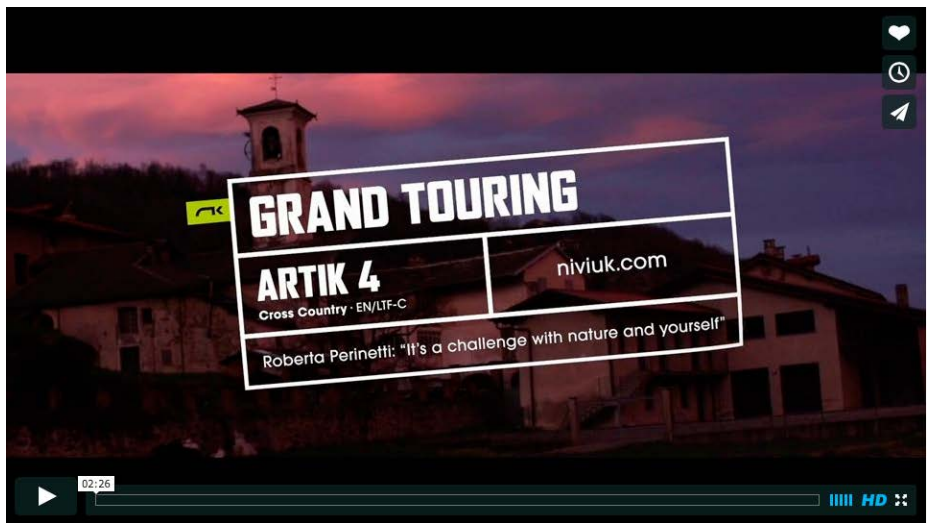 GRAND TOURING
ARTIK 4
Cross Country · EN/LTF-C
niviuk.com
Roberta Perinetti: “It’s a challenge with nature and yourself”
02:26
HD